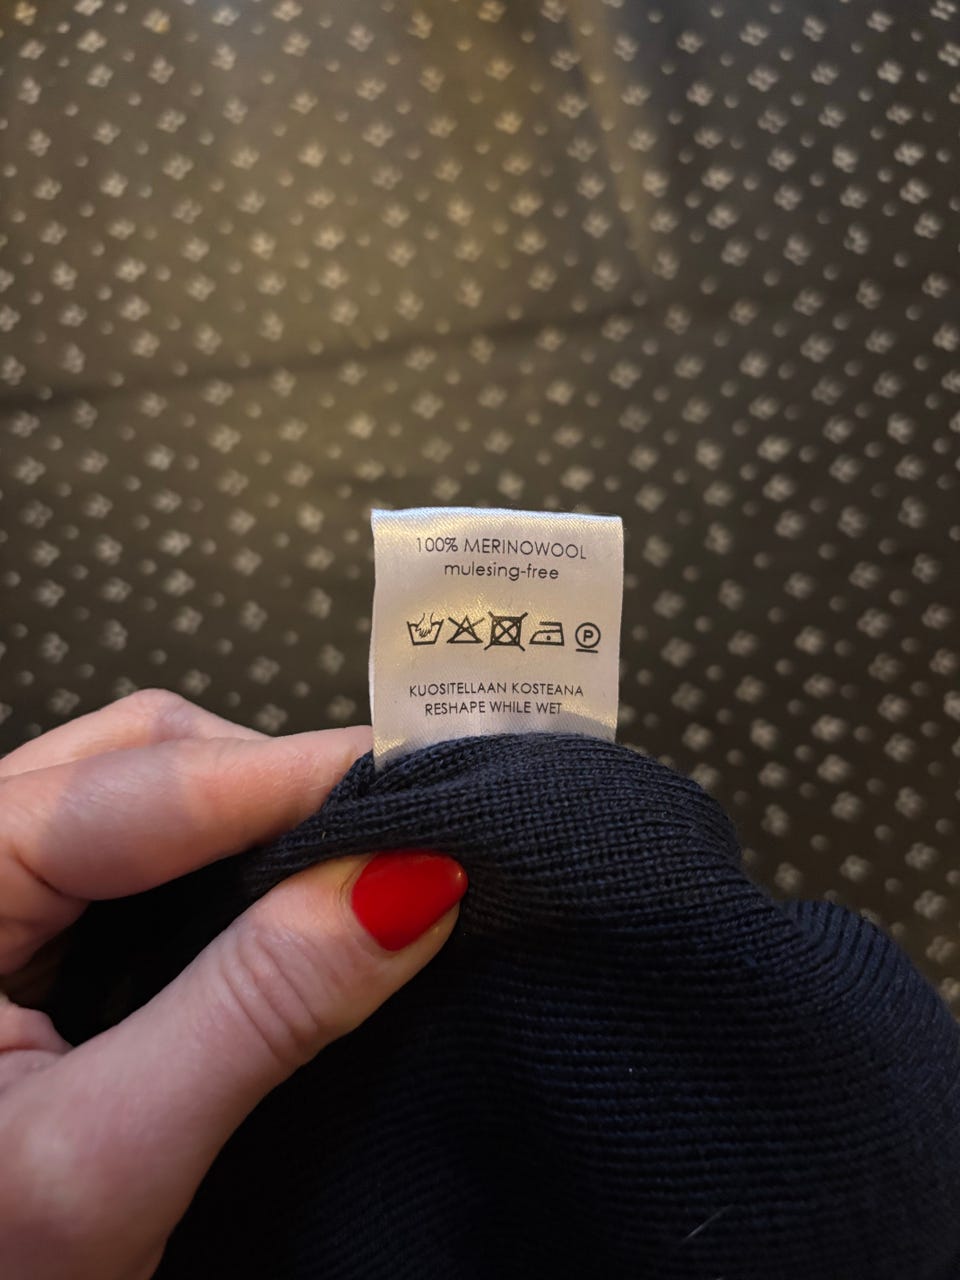 100% MERINOWOOL
mulesing-free
P
KUOSITELLAAN KOSTEANA
RESHAPE WHILE WET